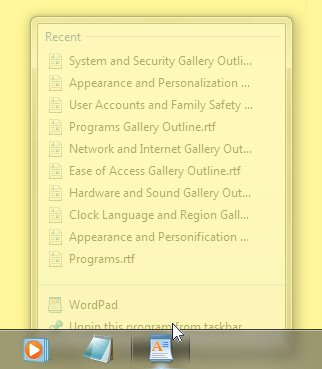 Recent
System and Security Gallery Outli...
Appearance and Personalization ...
User Accounts and Family Safety ...
Programs Gallery Outline.rtf
Network and Internet Gallery Out...
Ease of Access Gallery Outline.rtf
Hardware and Sound Gallery Out...
Clock Language and Region Gall...
Appearance and Personification ...
Programs.rtf
WordPad
Unpin this program from taskbar